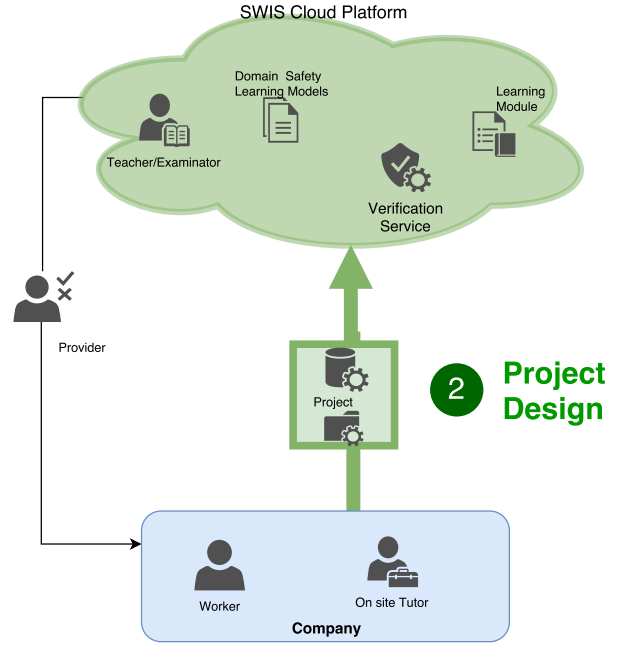 SWIS Cloud Platform
Domain Safety
Learning Models
Learning
Module
Teacher/Examinator
Verification
Service
Provider
Project
2
Project
Design
Worker
On site Tutor
Company